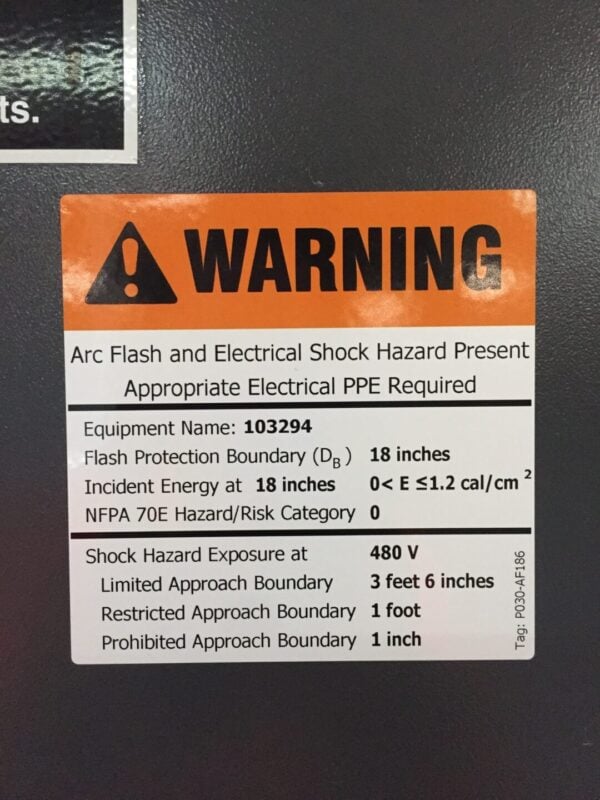 ts.
WARNING
Arc Flash and Electrical Shock Hazard Present
Appropriate Electrical PPE Required
Equipment Name: 103294
Flash Protection Boundary (D_B) 18 inches
Incident Energy at 18 inches 0< E ≤1.2 cal/cm²
NFPA 70E Hazard/Risk Category 0
Shock Hazard Exposure at 480 V
Limited Approach Boundary 3 feet 6 inches
Restricted Approach Boundary 1 foot
Prohibited Approach Boundary 1 inch
Tag: P030-AF186